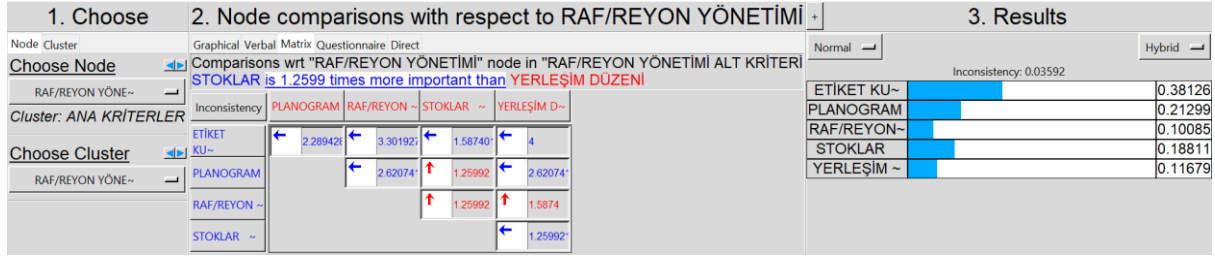 1. Choose
Node Cluster
Choose Node
RAF/REYON YÖNE~
Cluster: ANA KRİTERLER
Choose Cluster
RAF/REYON YÖNE~
2. Node comparisons with respect to RAF/REYON YÖNETİMİ
Graphical Verbal Matrix Questionnaire Direct
Comparisons wrt "RAF/REYON YÖNETİMİ" node in "RAF/REYON YÖNETİMİ ALT KRİTERİ
STOKLAR is 1.2599 times more important than YERLEŞİM DÜZENİ
Inconsistency PLANOGRAM RAF/REYON ~ STOKLAR ~ YERLEŞİM D~
ETİKET KU~ 2.289428 3.301927 1.58740 4
PLANOGRAM 2.62074 1.25992 2.62074
RAF/REYON ~ 1.25992 1.5874
STOKLAR ~ 1.25992
+
3. Results
Normal Hybrid
Inconsistency: 0.03592
ETİKET KU~ 0.38126
PLANOGRAM 0.21299
RAF/REYON~ 0.10085
STOKLAR 0.18811
YERLEŞİM ~ 0.11679